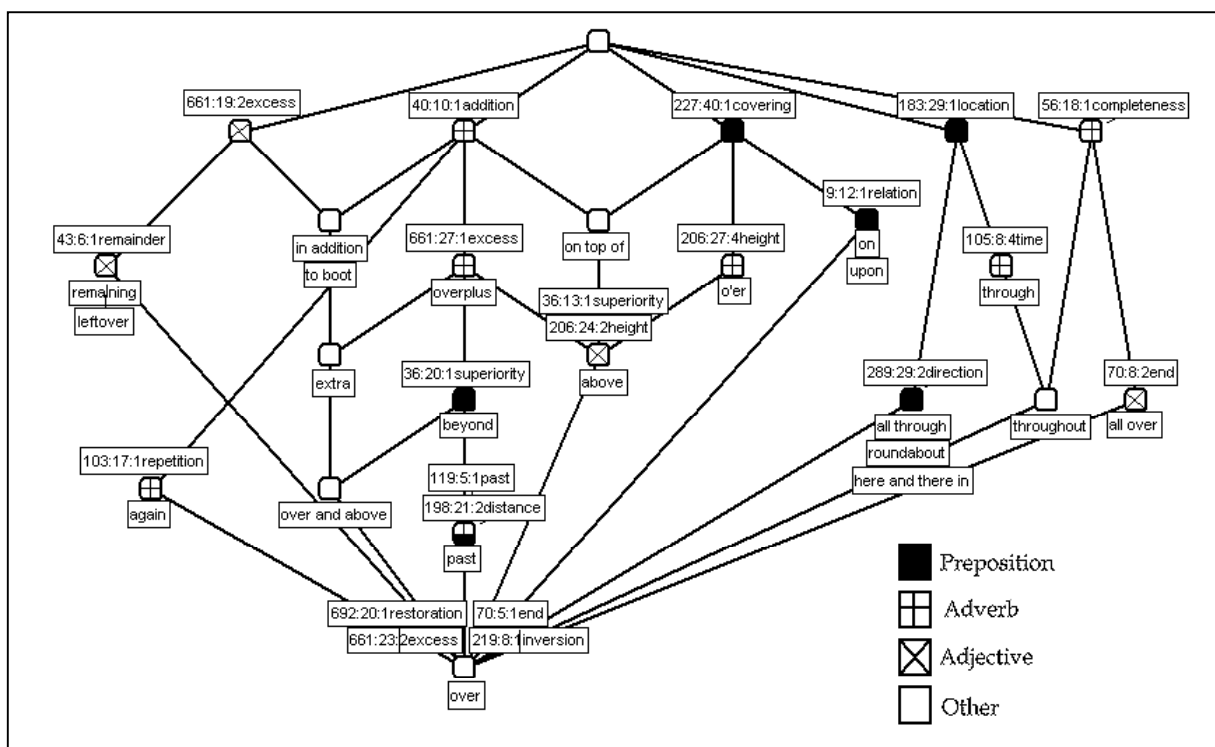 661:19:2excess
40:10:1addition
227:40:1covering
183:29:1location
56:18:1completeness
9:12:1relation
43:6:1remainder
in addition
to boot
661:27:1excess
on top of
206:27:4height
on
upon
105:8:4time
remaining
leftover
overplus
36:13:1superiority
206:24:2height
o'er
through
extra
36:20:1superiority
above
289:29:2direction
70:8:2end
beyond
all through
roundabout
here and there in
throughout
all over
103:17:1repetition
again
over and above
119:5:1past
198:21:2distance
past
692:20:1restoration
661:23:2excess
70:5:1end
219:8:1inversion
over
Preposition
Adverb
Adjective
Other